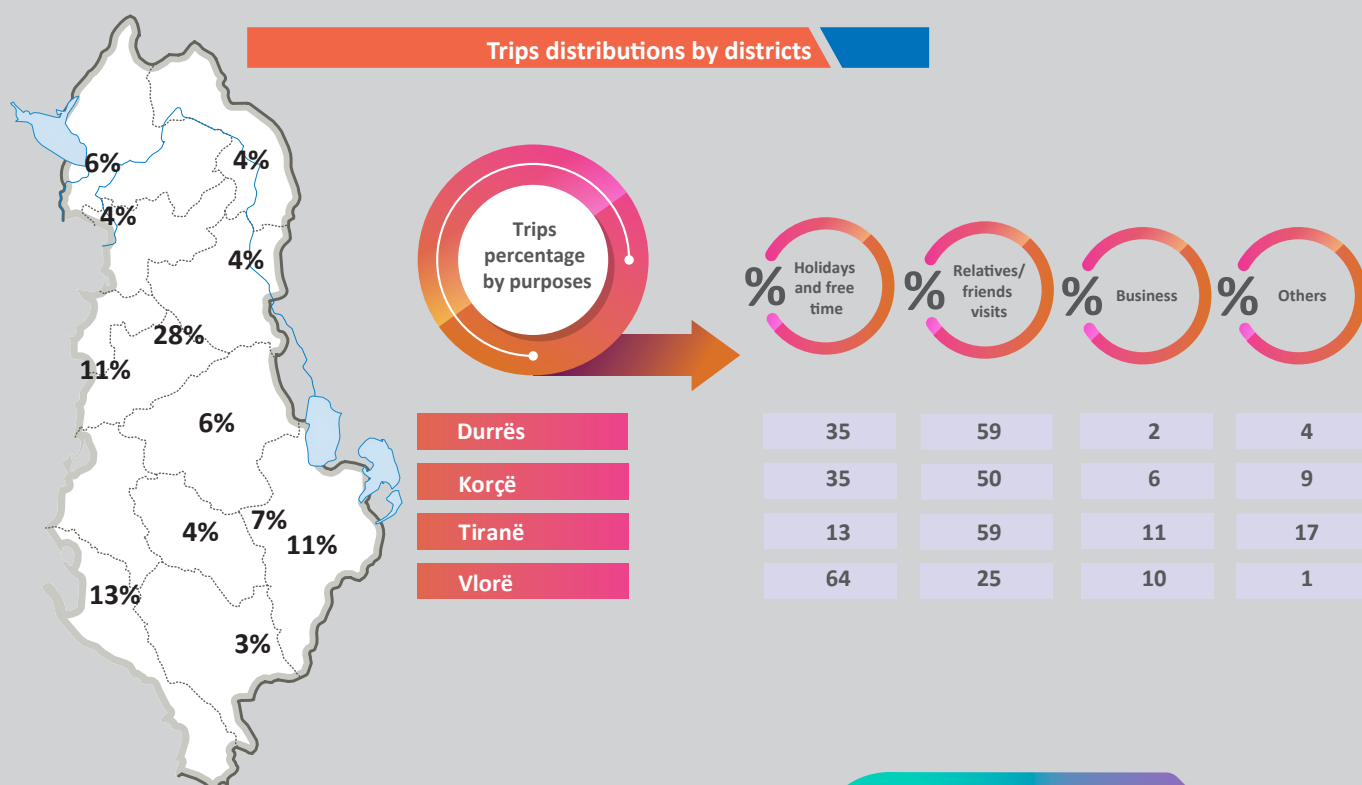 Trips distributions by districts
6%
4%
4%
4%
28%
11%
6%
7%
4%
11%
13%
3%
Trips
percentage
by purposes
% Holidays
and free
time
% Relatives/
friends
visits
% Business
% Others
Durrës 35 59 2 4
Korçë 35 50 6 9
Tiranë 13 59 11 17
Vlorë 64 25 10 1